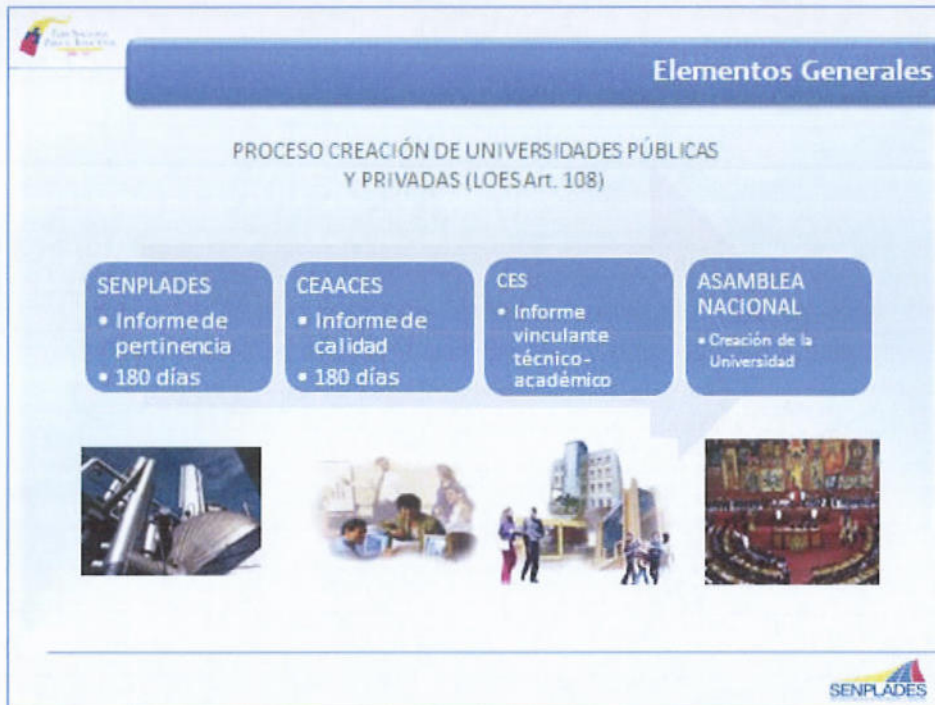 Elementos Generales
PROCESO CREACIÓN DE UNIVERSIDADES PÚBLICAS
Y PRIVADAS (LOES Art. 108)
SENPLADES
• Informe de
pertinencia
• 180 días
CEAACES
• Informe de
calidad
• 180 días
CES
• Informe
vinculante
técnico-
académico
ASAMBLEA
NACIONAL
• Creación de la
Universidad
SENPLADES